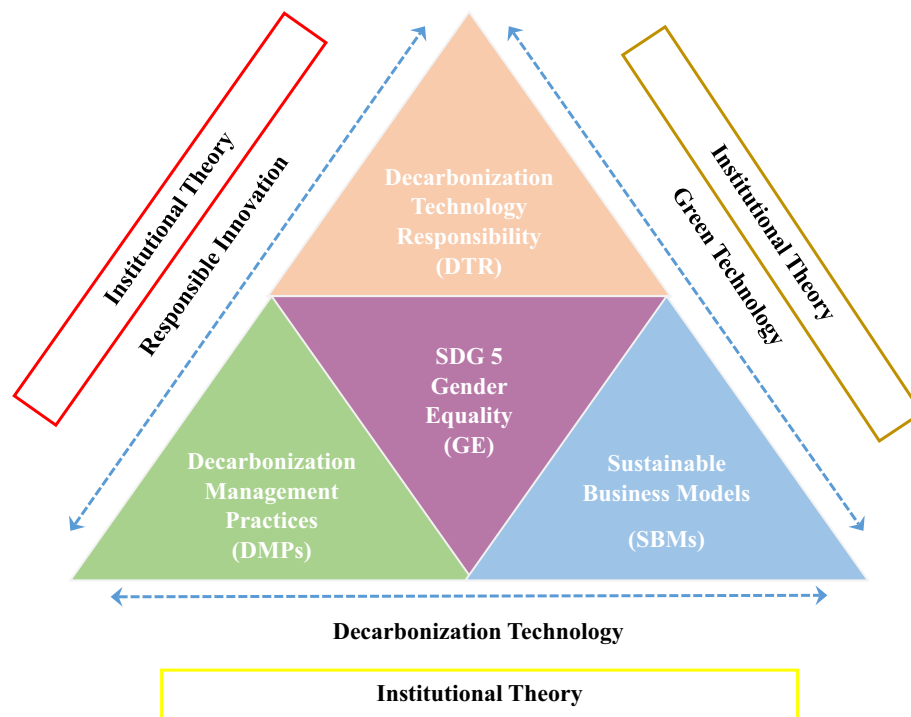 Institutional Theory
Responsible Innovation
Institutional Theory
Green Technology
Decarbonization
Technology
Responsibility
(DTR)
SDG 5
Gender
Equality
(GE)
Decarbonization
Management
Practices
(DMPs)
Sustainable
Business Models
(SBMs)
Decarbonization Technology
Institutional Theory